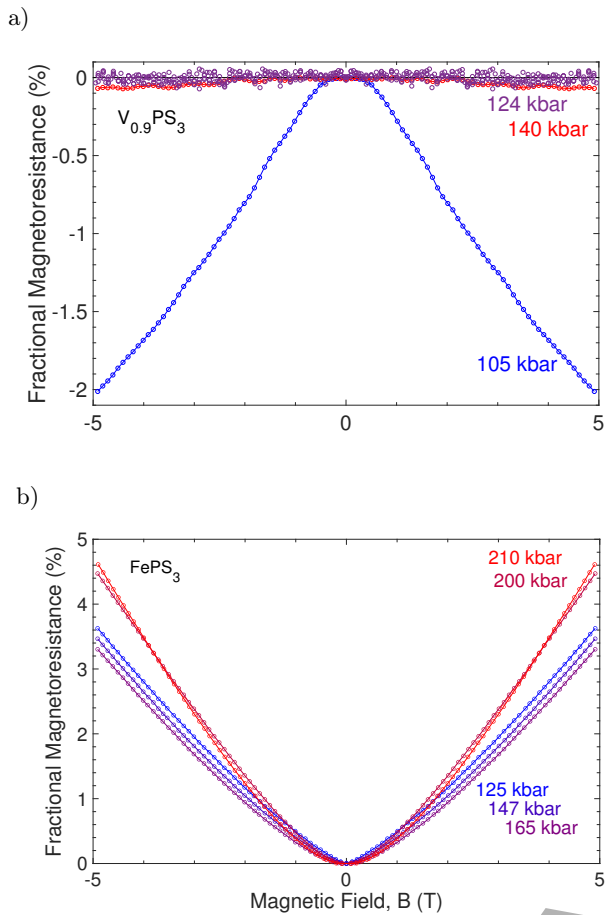 a)
Fractional Magnetoresistance (%)
0
-0.5
-1
-1.5
-2
V0.9PS3
124 kbar
140 kbar
105 kbar
-5 0 5
b)
Fractional Magnetoresistance (%)
5
4
3
2
1
0
FePS3
210 kbar
200 kbar
125 kbar
147 kbar
165 kbar
-5 0 5
Magnetic Field, B (T)